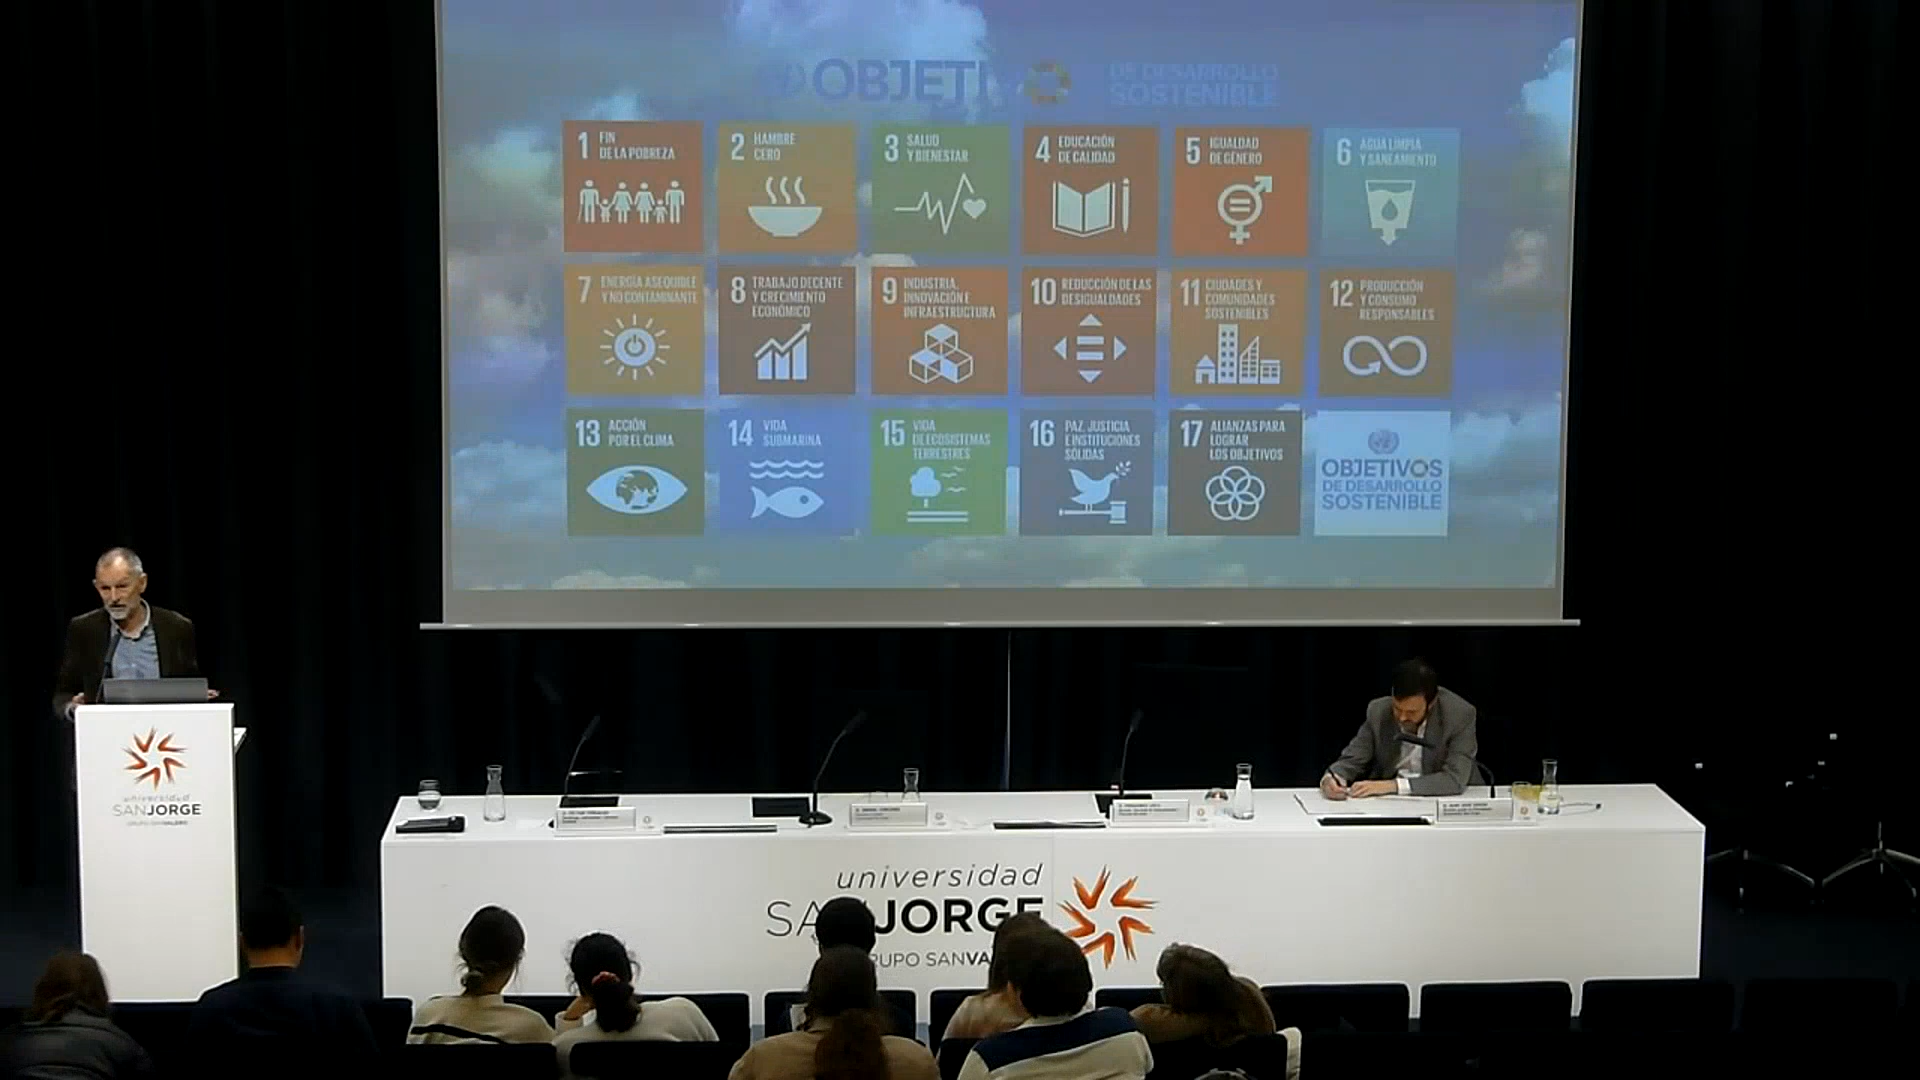 OBJETIVO
DE DESARROLLO
SOSTENIBLE
1 FIN
DE LA POBREZA
2 HAMBRE
CERO
3 SALUD
Y BIENESTAR
4 EDUCACIÓN
DE CALIDAD
5 IGUALDAD
DE GÉNERO
6 AGUA LIMPIA
Y SANEAMIENTO
7 ENERGÍA ASEQUIBLE
Y NO CONTAMINANTE
8 TRABAJO DECENTE
Y CRECIMIENTO
ECONÓMICO
9 INDUSTRIA,
INNOVACIÓN E
INFRAESTRUCTURA
10 REDUCCIÓN DE LAS
DESIGUALDADES
11 CIUDADES Y
COMUNIDADES
SOSTENIBLES
12 PRODUCCIÓN
Y CONSUMO
RESPONSABLES
13 ACCIÓN
POR EL CLIMA
14 VIDA
SUBMARINA
15 VIDA
DE ECOSISTEMAS
TERRESTRES
16 PAZ, JUSTICIA
E INSTITUCIONES
SÓLIDAS
17 ALIANZAS PARA
LOGRAR
LOS OBJETIVOS
OBJETIVOS
DE DESARROLLO
SOSTENIBLE
universidad
SANJORGE
GRUPO SANVALERO
universidad
SANJORGE
GRUPO SANVA